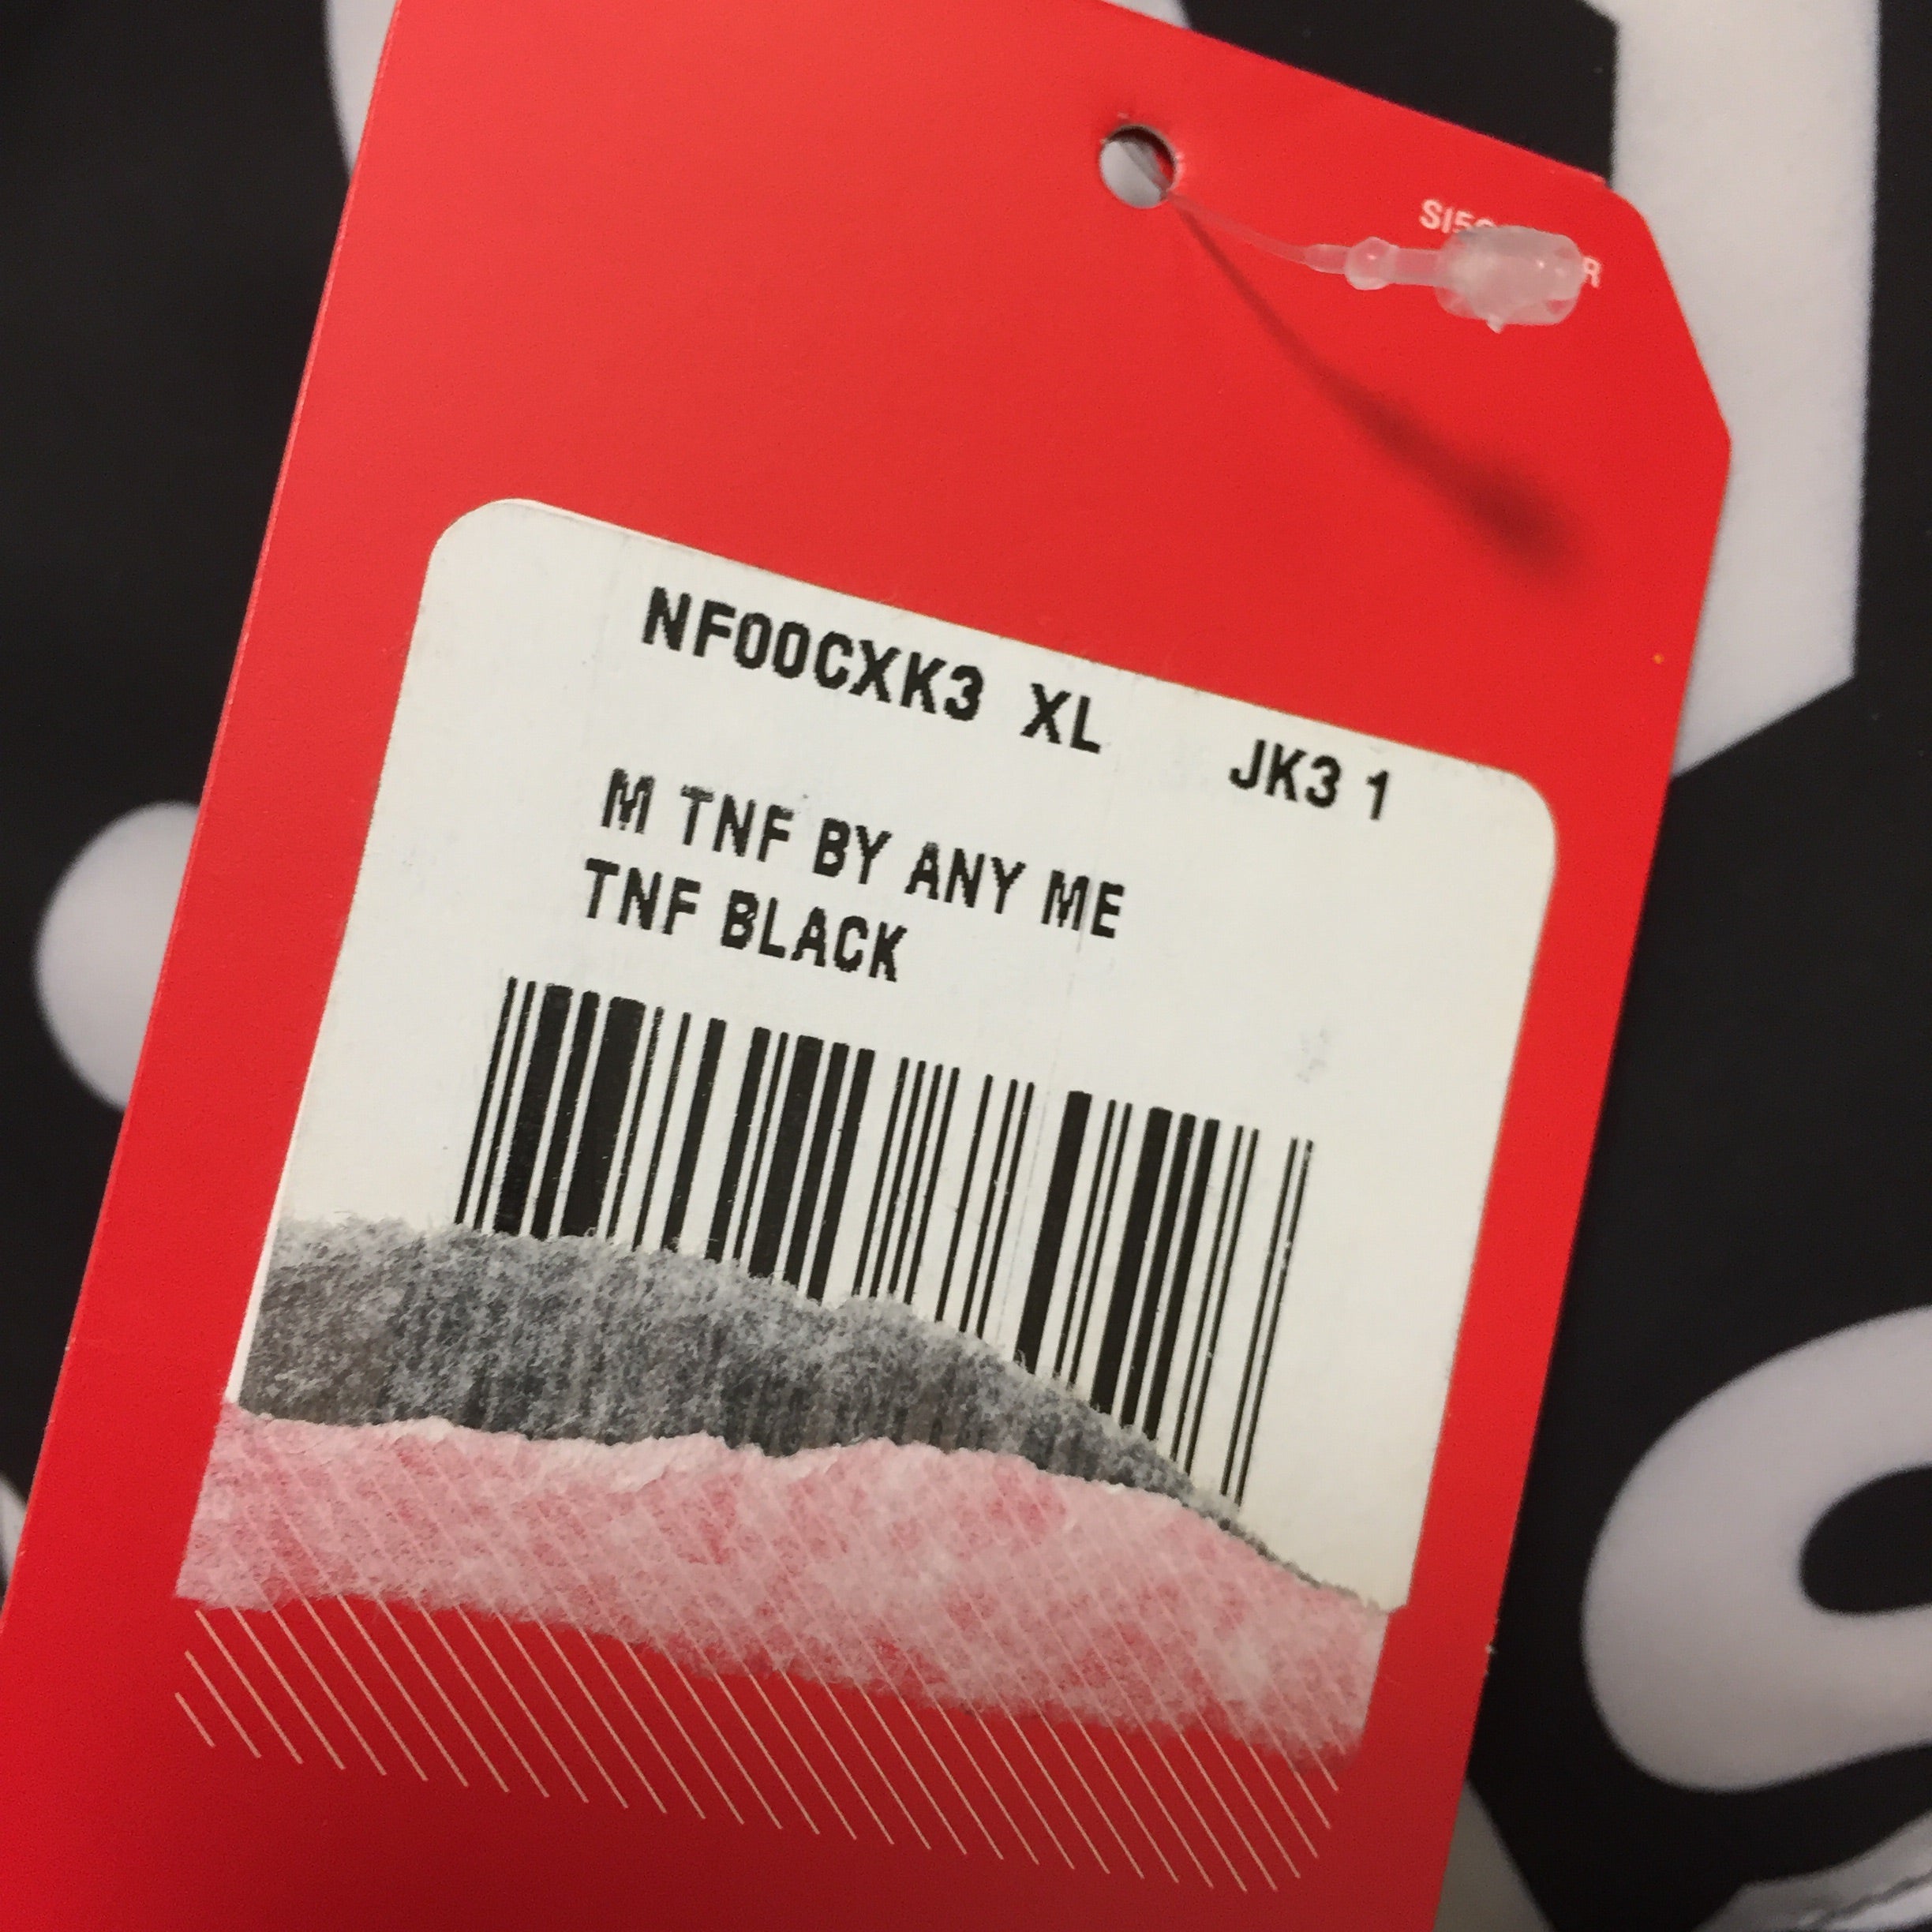 NF00CXK3 XL JK3 1
M TNF BY ANY ME
TNF BLACK